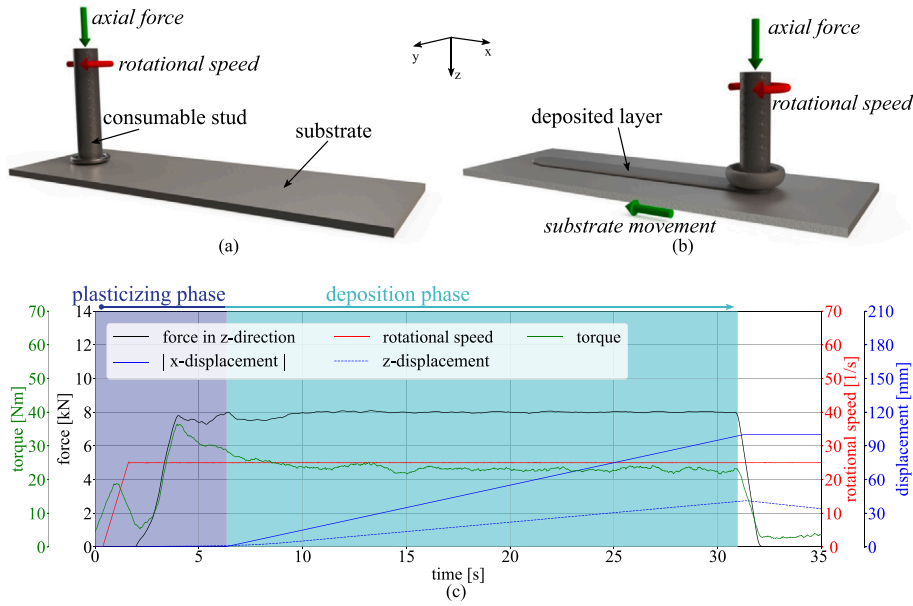 axial force
rotational speed
consumable stud
substrate
(a)
y x
z
axial force
rotational speed
deposited layer
substrate movement
(b)
plasticizing phase deposition phase
force in z-direction rotational speed torque
| x-displacement | z-displacement
torque [Nm]
0 10 20 30 40 50 60 70
force [kN]
0 2 4 6 8 10 12 14
rotational speed [1/s]
0 10 20 30 40 50 60 70
displacement [mm]
0 30 60 90 120 150 180 210
0 5 10 15 20 25 30 35
time [s]
(c)